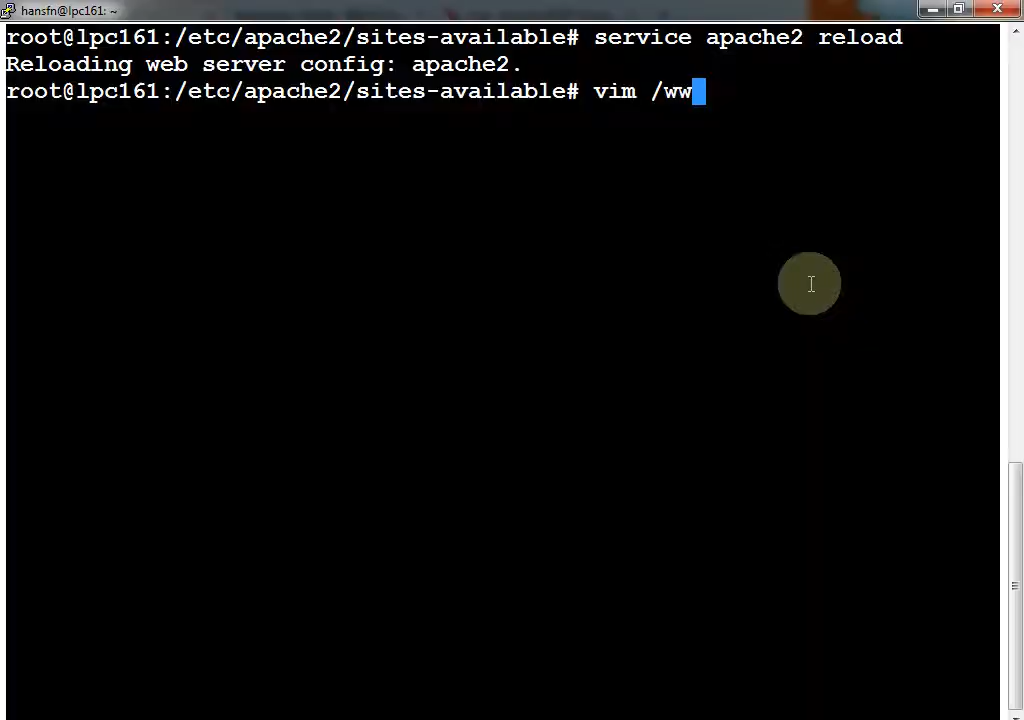 hansfn@lpc161: ~
root@lpc161:/etc/apache2/sites-available# service apache2 reload
Reloading web server config: apache2.
root@lpc161:/etc/apache2/sites-available# vim /ww